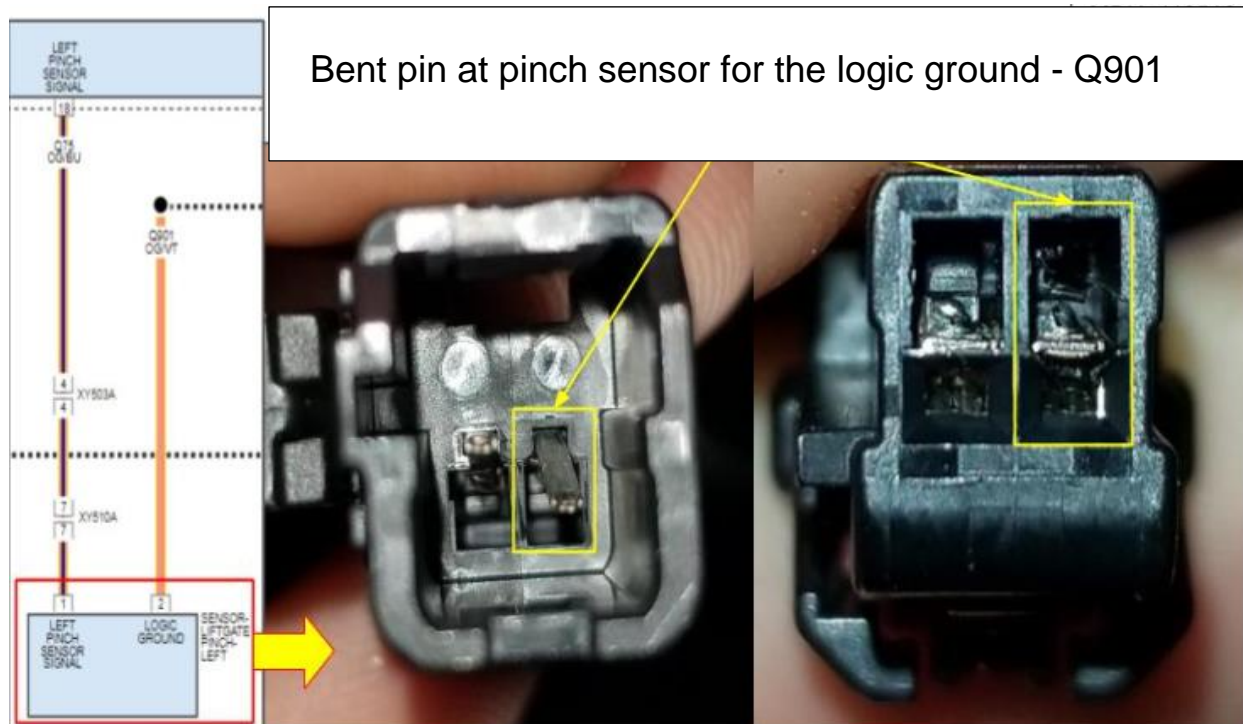 Bent pin at pinch sensor for the logic ground - Q901
LEFT
PINCH
SENSOR
SIGNAL
18
Q75
OG/BU
Q901
OG/VT
4
XY503A
4
7
XY510A
7
1
2
LEFT
PINCH
SENSOR
SIGNAL
LOGIC
GROUND
SENSOR-
LIFTGATE
PINCH-
LEFT